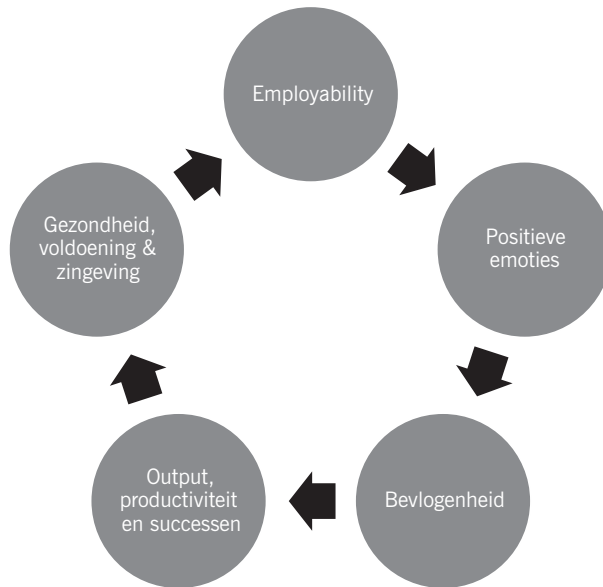 Employability
Positieve
emoties
Bevlogenheid
Output,
productiviteit
en successen
Gezondheid,
voldoening &
zingeving